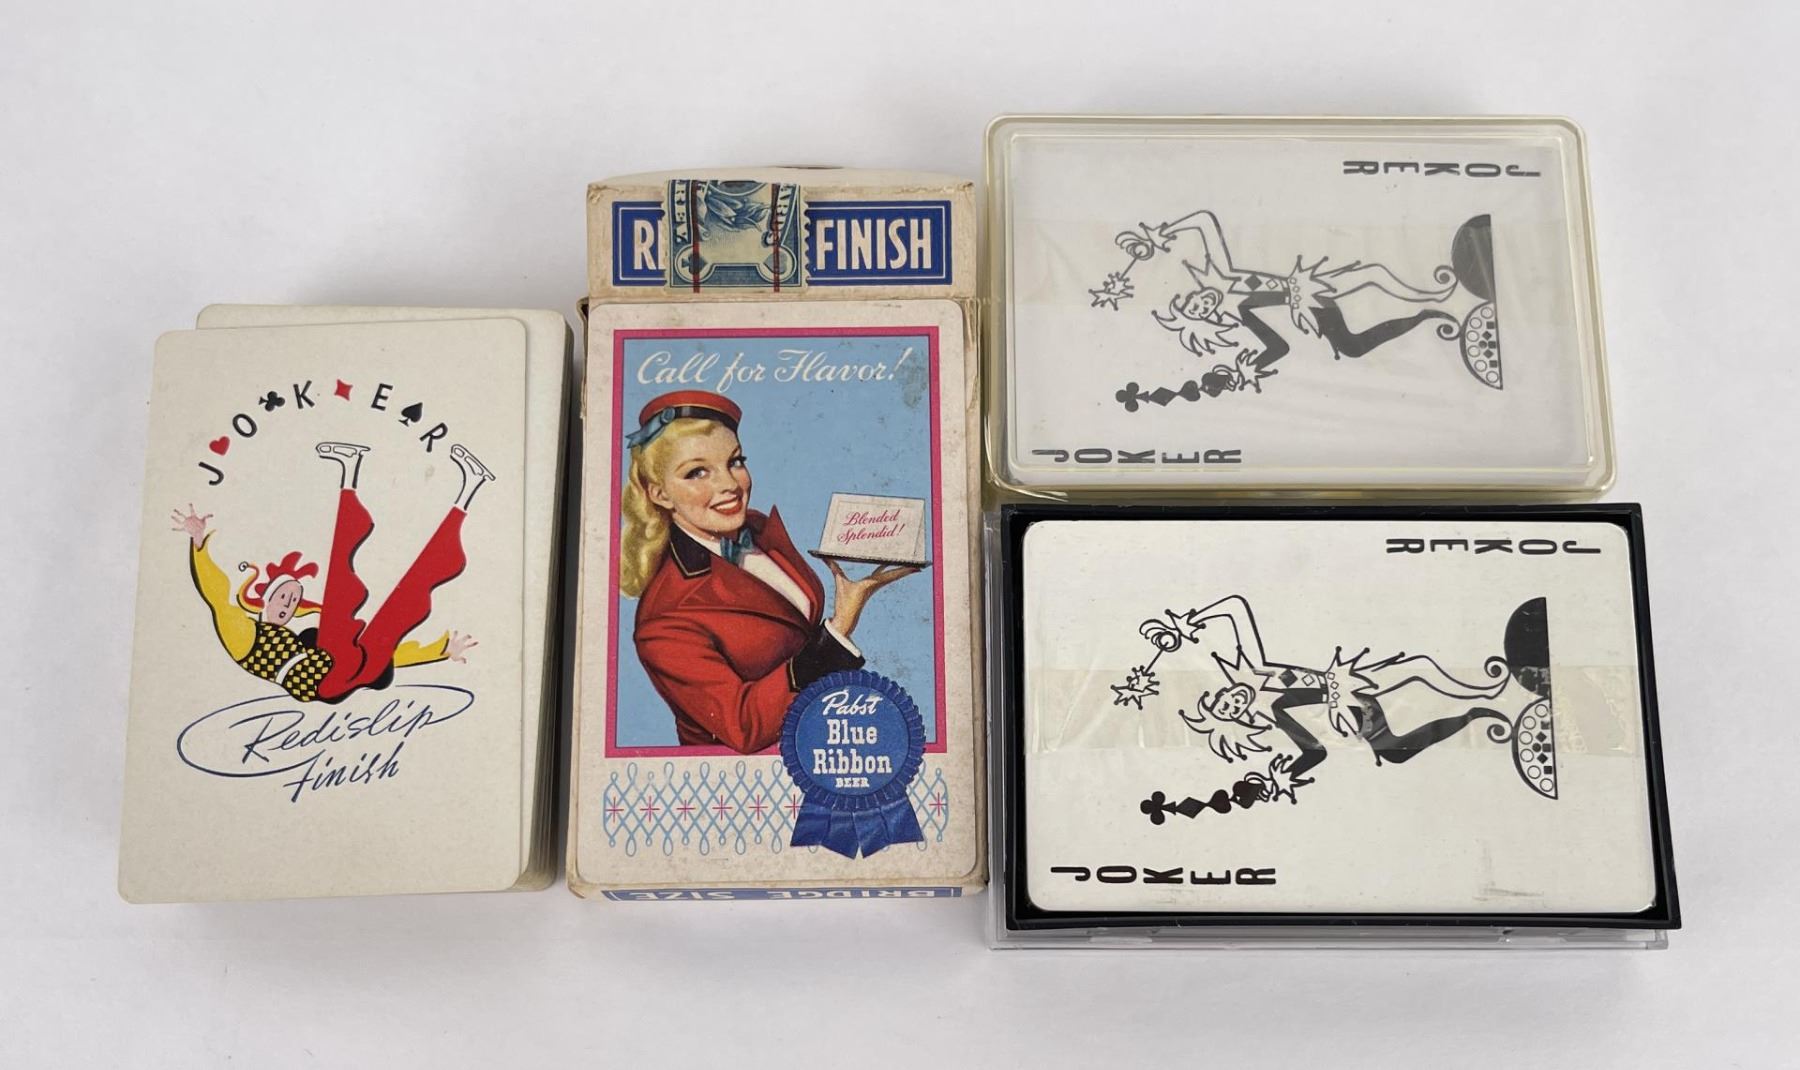 JOKER
Redislip
finish
FINISH
Call for Flavor!
Blended
Splendid!
Pabst
Blue
Ribbon
BEER
BRIDGE SIZE
JOKER
JOKER
JOKER
JOKER